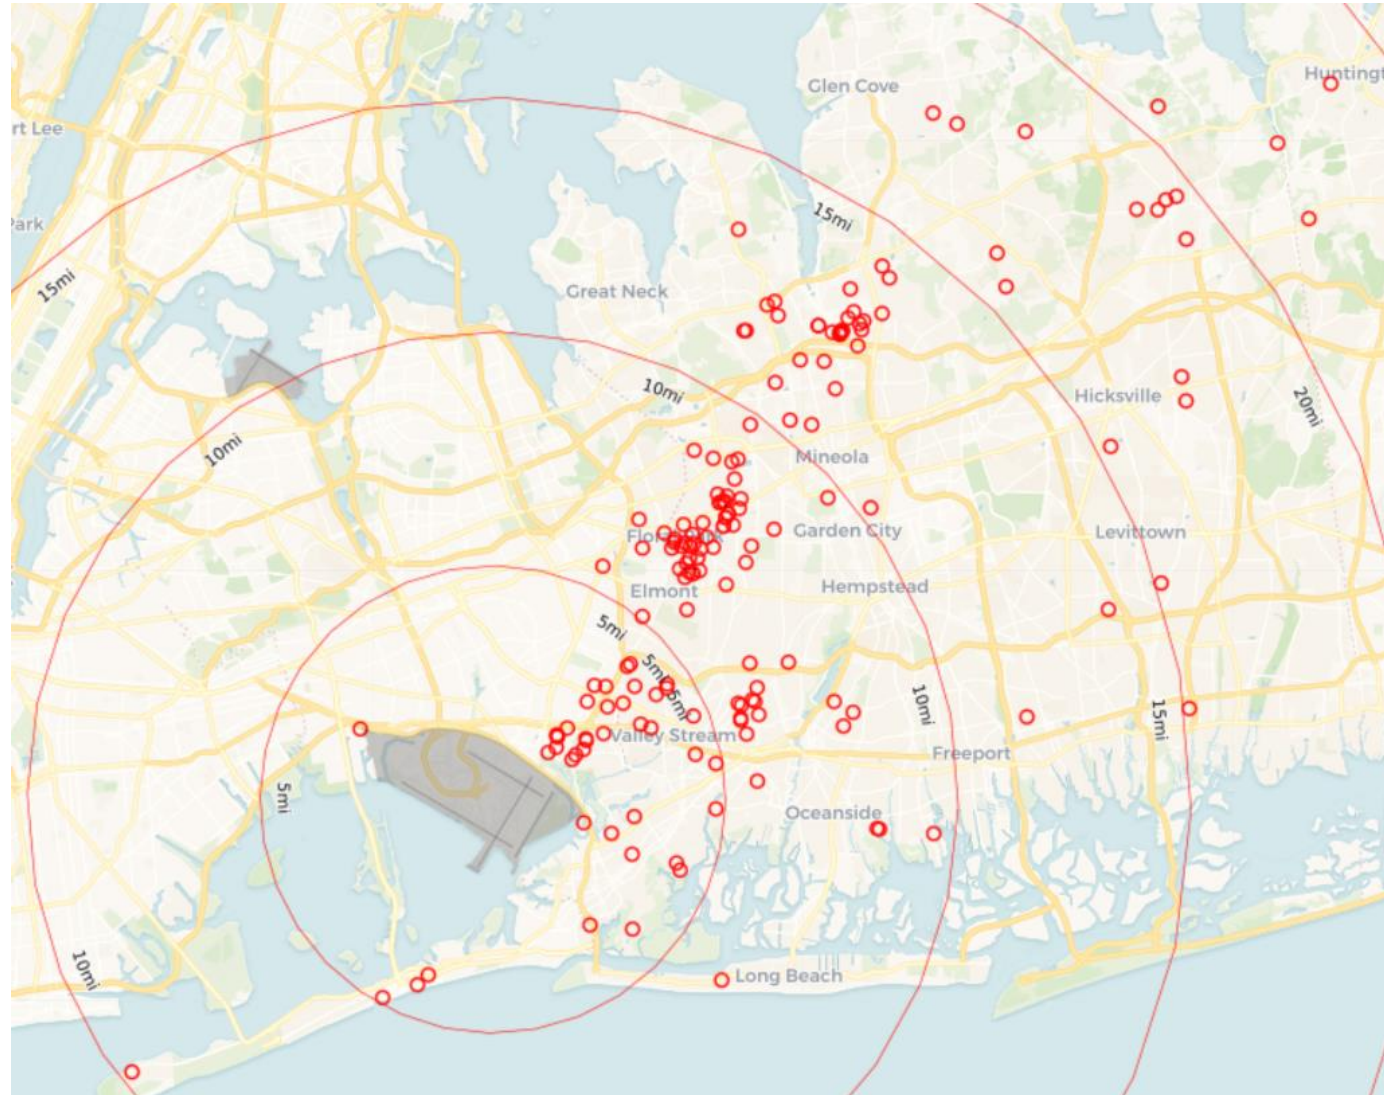 Glen Cove
Huntingt
rt Lee
Park
15mi
15mi
Great Neck
10mi
Hicksville
20mi
10mi
Mineola
Garden City
Levittown
Elmont
Hempstead
5mi
5mi
5mi
10mi
15mi
Valley Stream
Freeport
5mi
Oceanside
10mi
Long Beach